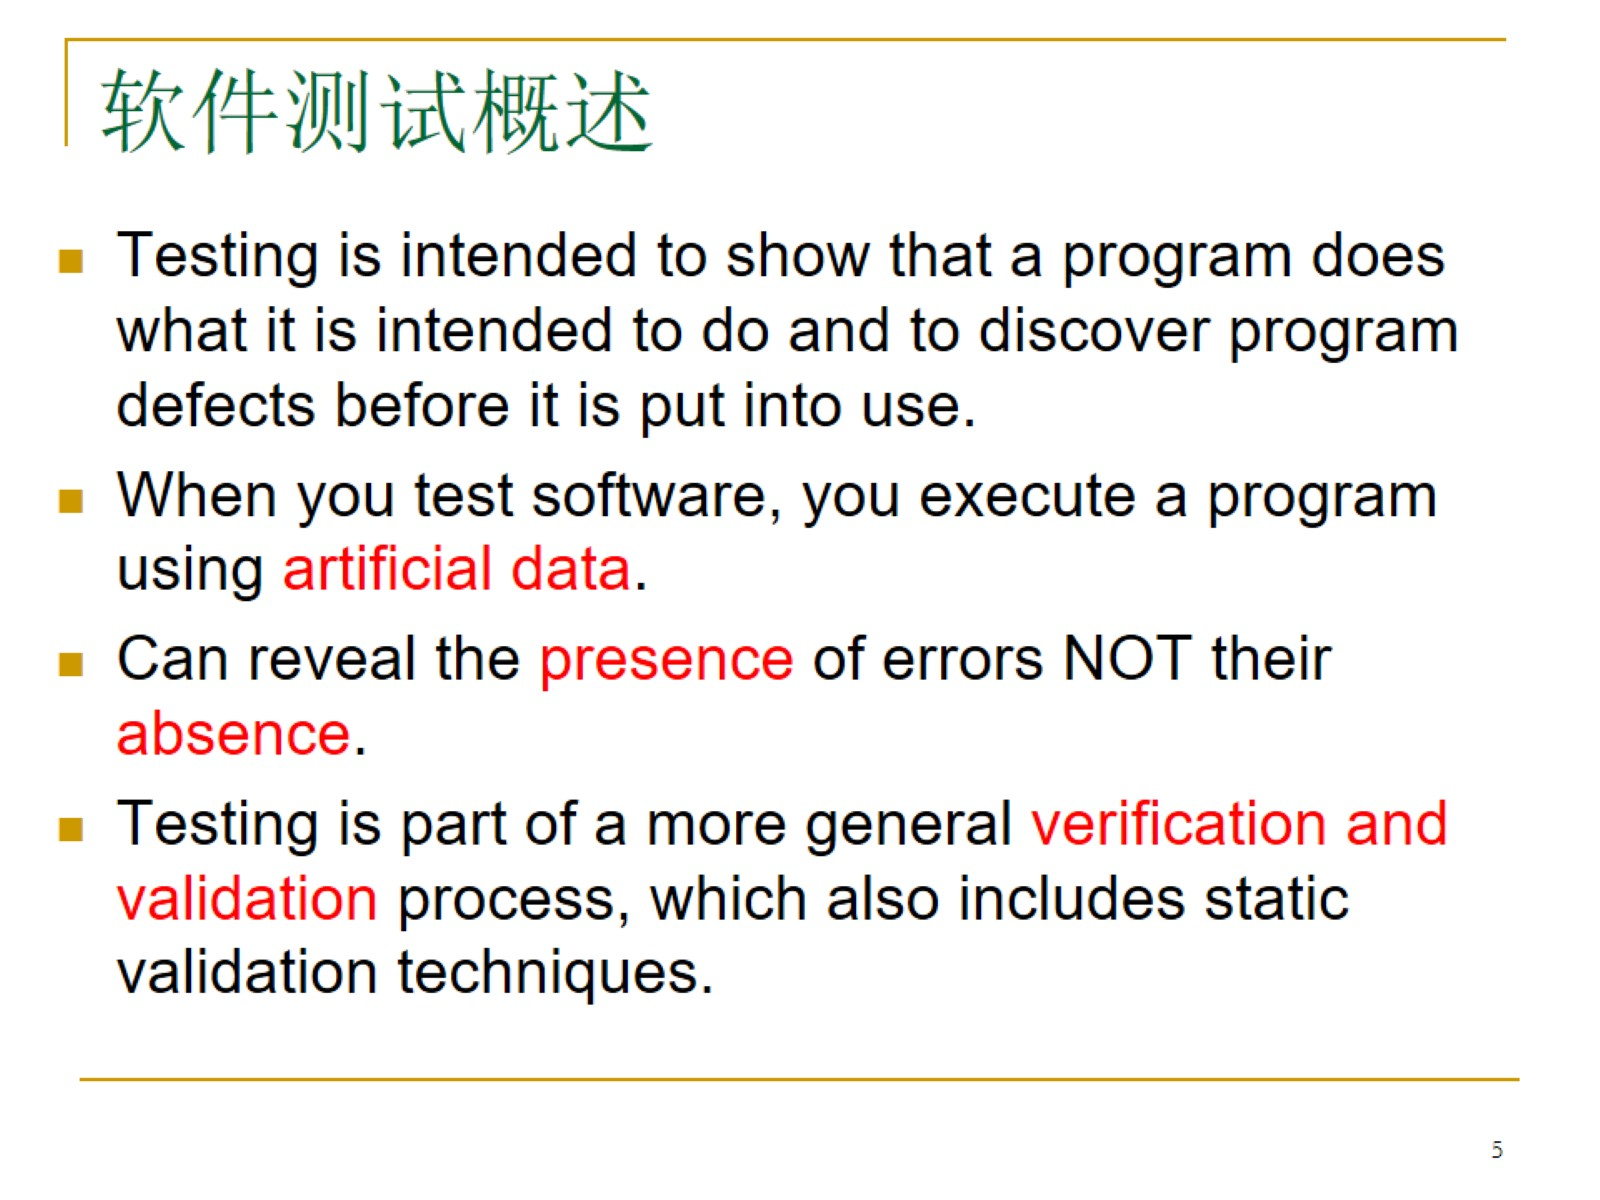 软件测试概述
Testing is intended to show that a program does
what it is intended to do and to discover program
defects before it is put into use.
When you test software, you execute a program
using artificial data.
Can reveal the presence of errors NOT their
absence.
Testing is part of a more general verification and
validation process, which also includes static
validation techniques.
5